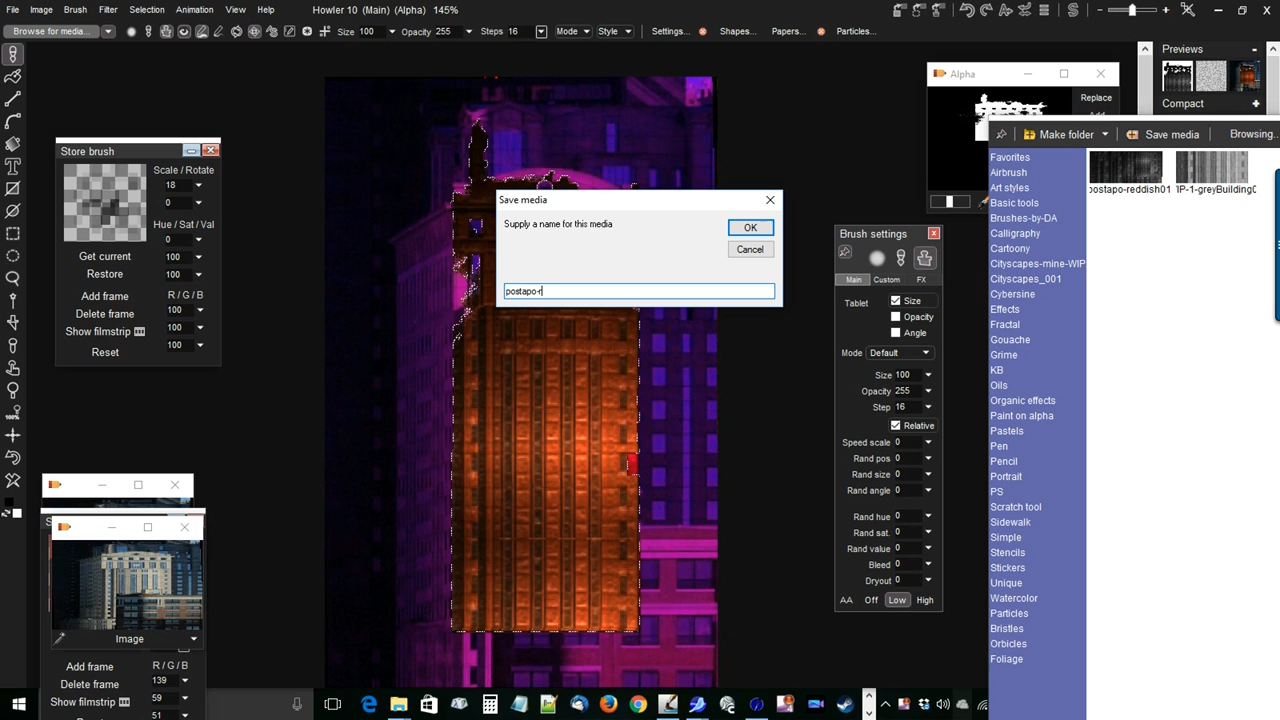 File Image Brush Filters Selection Animation View Help Howler 10 (Main) (Alpha) 145%
Browse for media... Size 100 Opacity 255 Steps 16 Mode Style Settings... Shapes... Papers... Particles...
Previews
Compact
Alpha
Replace
Make folder Save media Browsing...
Store brush
Scale / Rotate
18
0
Hue / Sat / Val
0
Get current 100
Restore 100
Add frame R / G / B
Delete frame 100
Show filmstrip 100
Reset 100
Save media
Supply a name for this media
OK
Cancel
postapo-r
Brush settings
Main Custom FX
Tablet Size
Opacity
Angle
Mode Default
Size 100
Opacity 255
Step 16
Relative
Speed scale 0
Rand pos 0
Rand size 0
Rand angle 0
Rand hue 0
Rand sat. 0
Rand value 0
Bleed 0
Dryout 0
AA Off Low High
Favorites
Airbrush
Art styles
Basic tools
Brushes-by-DA
Calligraphy
Cartoony
Cityscapes-mine-WIP
Cityscapes_001
Cybersine
Effects
Fractal
Gouache
Grime
KB
Oils
Organic effects
Paint on alpha
Pastels
Pen
Pencil
Portrait
PS
Scratch tool
Sidewalk
Simple
Stencils
Stickers
Unique
Watercolor
Particles
Bristles
Orbicles
Foliage
postapo-reddish01
IP-1-greyBuilding0
100%
Image
Add frame R / G / B
Delete frame 139
Show filmstrip 59
51